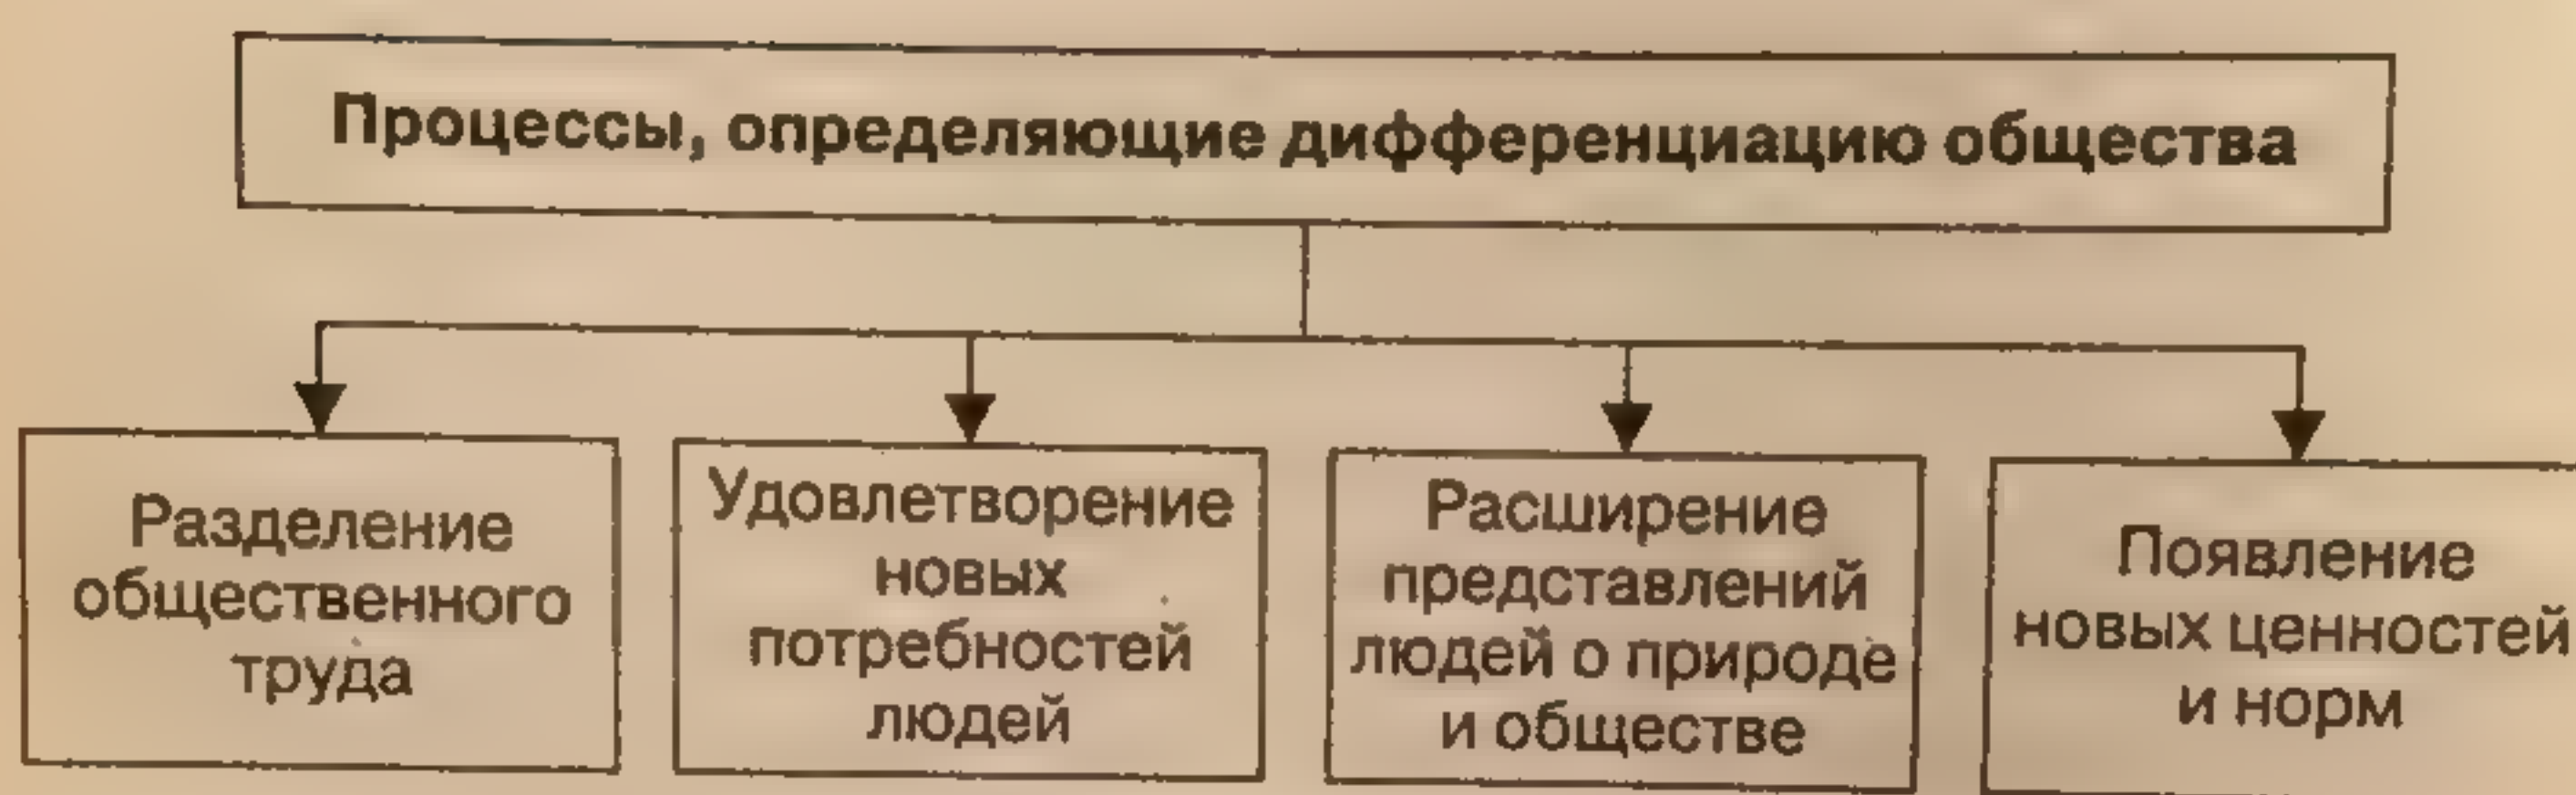 Процессы, определяющие дифференциацию общества
Разделение
общественного
труда
Удовлетворение
новых
потребностей
людей
Расширение
представлений
людей о природе
и обществе
Появление
новых ценностей
и норм